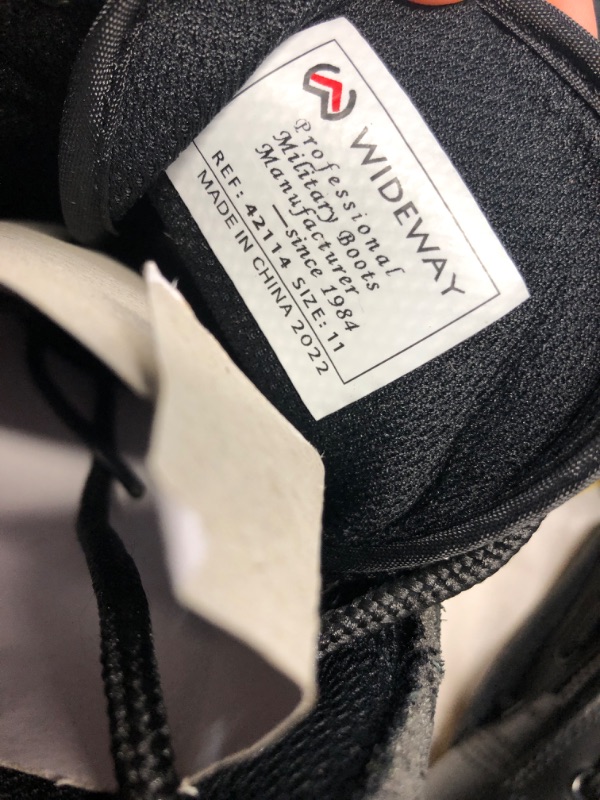 WIDEWAY
Professional
Military Boots
Manufacturer
—since 1984
REF: 42114 SIZE: 11
MADE IN CHINA 2022